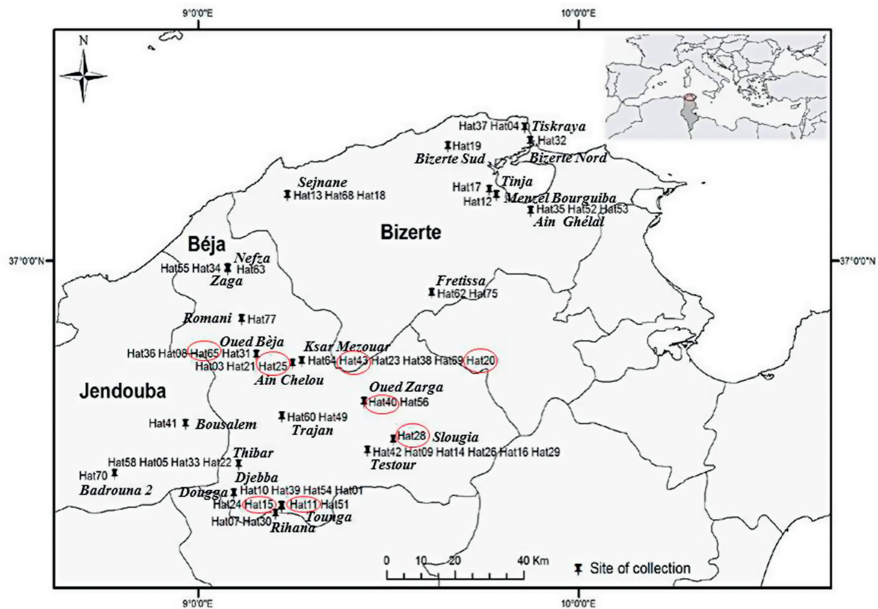 9°0'0"E 10°0'0"E
N
Hat37 Hat04 Tiskraya
Hat32
Hat19
Bizerte Sud Bizerte Nord
Sejnane
Hat13 Hat68 Hat18
Hat17 Tinja
Hat12 Menzel Bourguiba
Hat35 Hat52 Hat53
Ain Ghélal
Bizerte
Béja
37°0'0"N 37°0'0"N
Nefza
Hat55 Hat34 Hat63
Zaga
Fretissa
Hat62 Hat75
Romani Hat77
Oued Bèja Ksar Mezouar
Hat36 Hat08 Hat65 Hat31
Hat64 Hat43 Hat23 Hat38 Hat69 Hat20
Hat03 Hat21 Hat25
Ain Chelou
Jendouba
Oued Zarga
Hat40 Hat56
Hat60 Hat49
Trajan
Hat41 Bousalem
Hat28 Slougia
Hat42 Hat09 Hat14 Hat26 Hat16 Hat29
Testour
Thibar
Hat58 Hat05 Hat33 Hat22
Djebba
Hat70
Badrouna 2
Dougga Hat10 Hat39 Hat54 Hat01
Hat24 Hat15 Hat11 Hat51
Tounga
Hat07 Hat30
Rihana
0 10 20 40 Km
Site of collection
9°0'0"E 10°0'0"E